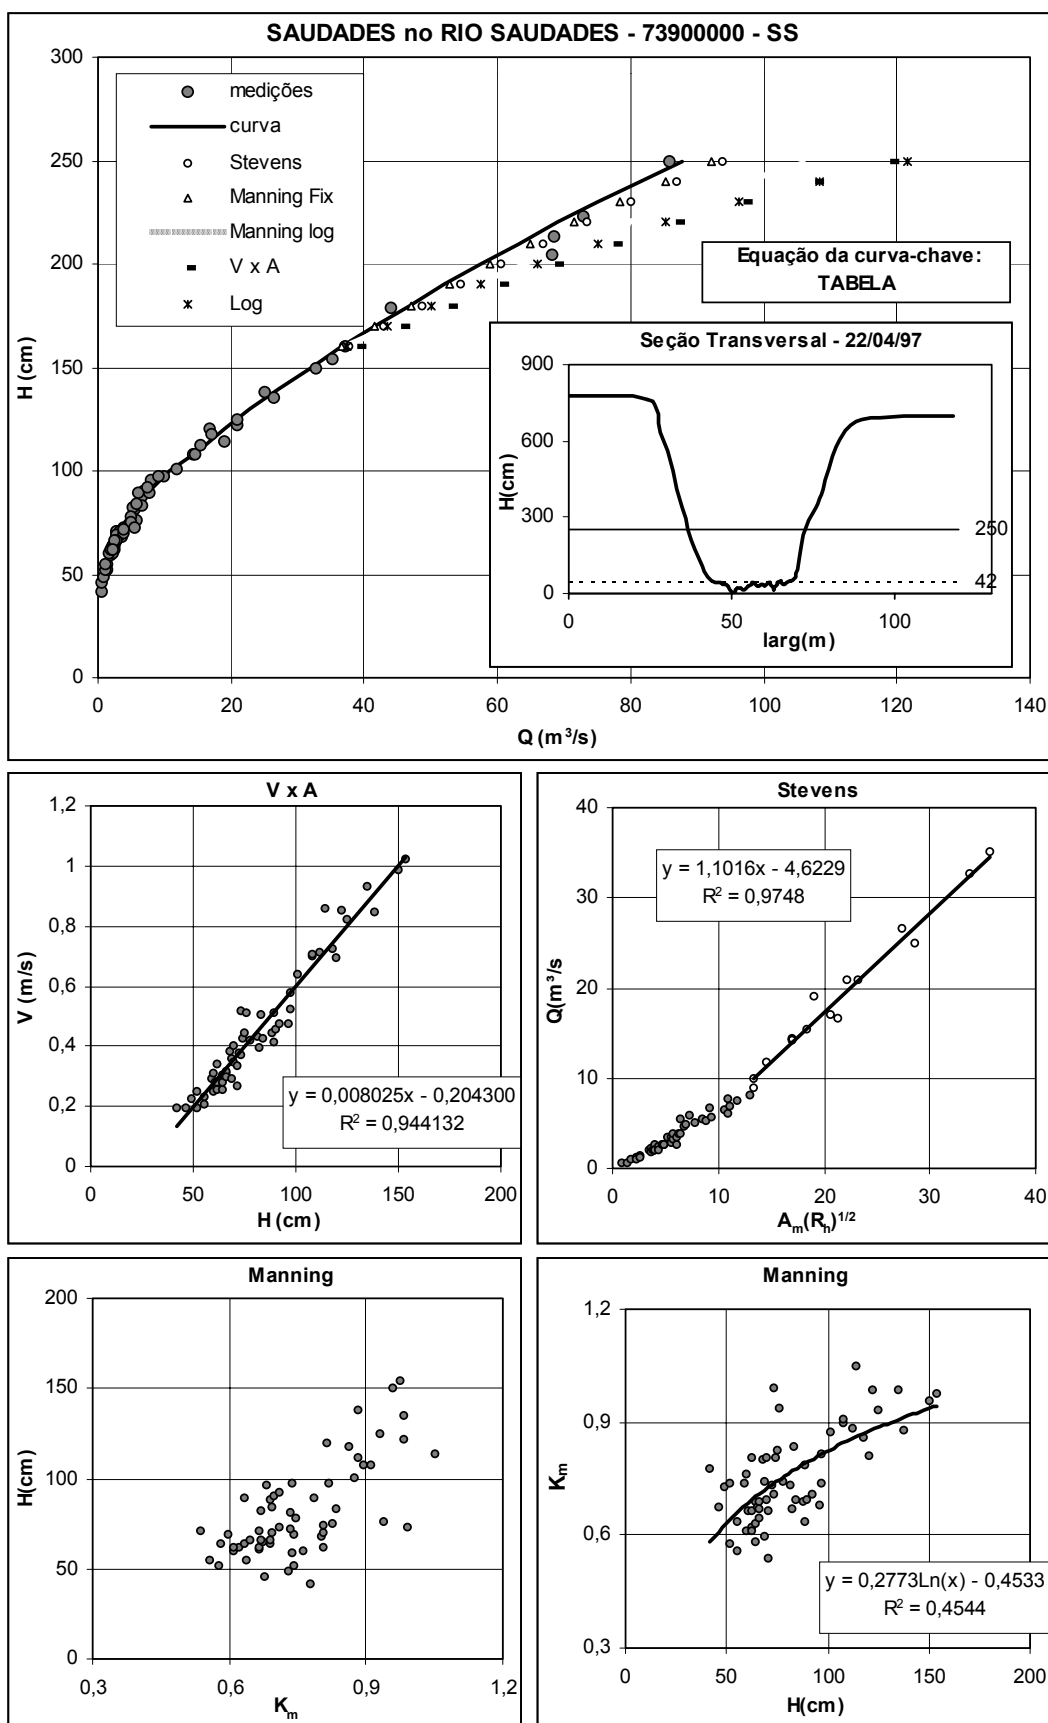 SAUDADES no RIO SAUDADES - 73900000 - SS
300
250
200
150
100
50
0
H (cm)
0 20 40 60 80 100 120 140
Q (m³/s)
medições
curva
Stevens
Manning Fix
Manning log
V x A
Log
Equação da curva-chave:
TABELA
Seção Transversal - 22/04/97
900
600
300
0
H(cm)
250
42
0 50 100
larg(m)
V x A
1,2
1
0,8
0,6
0,4
0,2
0
V (m/s)
y = 0,008025x - 0,204300
R² = 0,944132
0 50 100 150 200
H (cm)
Stevens
40
30
20
10
0
Q(m³/s)
y = 1,1016x - 4,6229
R² = 0,9748
0 10 20 30 40
Aₘ(Rₕ)¹ᐟ²
Manning
200
150
100
50
0
H(cm)
0,3 0,6 0,9 1,2
Kₘ
Manning
1,2
0,9
0,6
0,3
Kₘ
y = 0,2773Ln(x) - 0,4533
R² = 0,4544
0 50 100 150 200
H(cm)